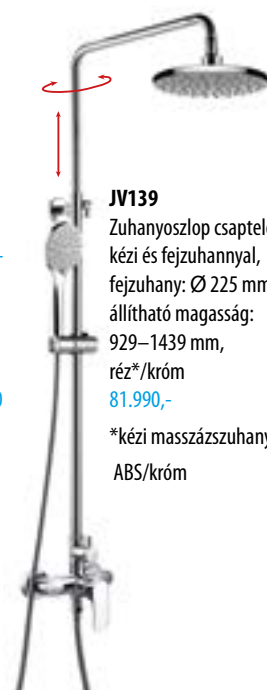 JV139
Zuhanyoszlop
kézi és fejzuhannyal,
fejzuhany: Ø 225 mm
állítható magasság:
929–1439 mm,
réz*/króm
81.990,-
*kézi masszázszuhany
ABS/króm